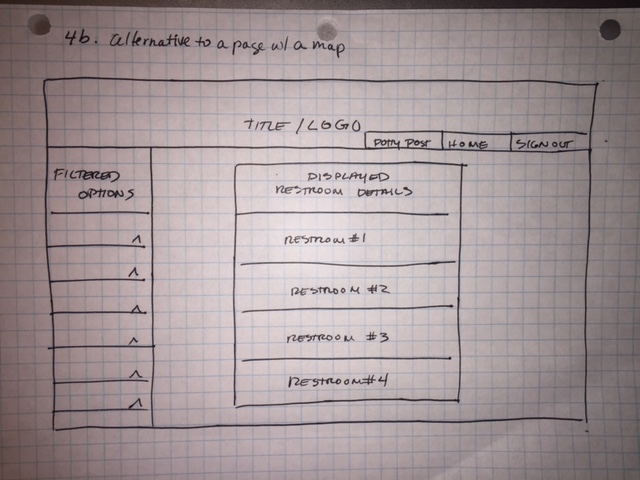 4b. alternative to a page w/ a map
TITLE / LOGO
POTTY POST HOME SIGN OUT
FILTERED
OPTIONS
DISPLAYED
RESTROOM DETAILS
RESTROOM #1
RESTROOM #2
RESTROOM #3
RESTROOM #4